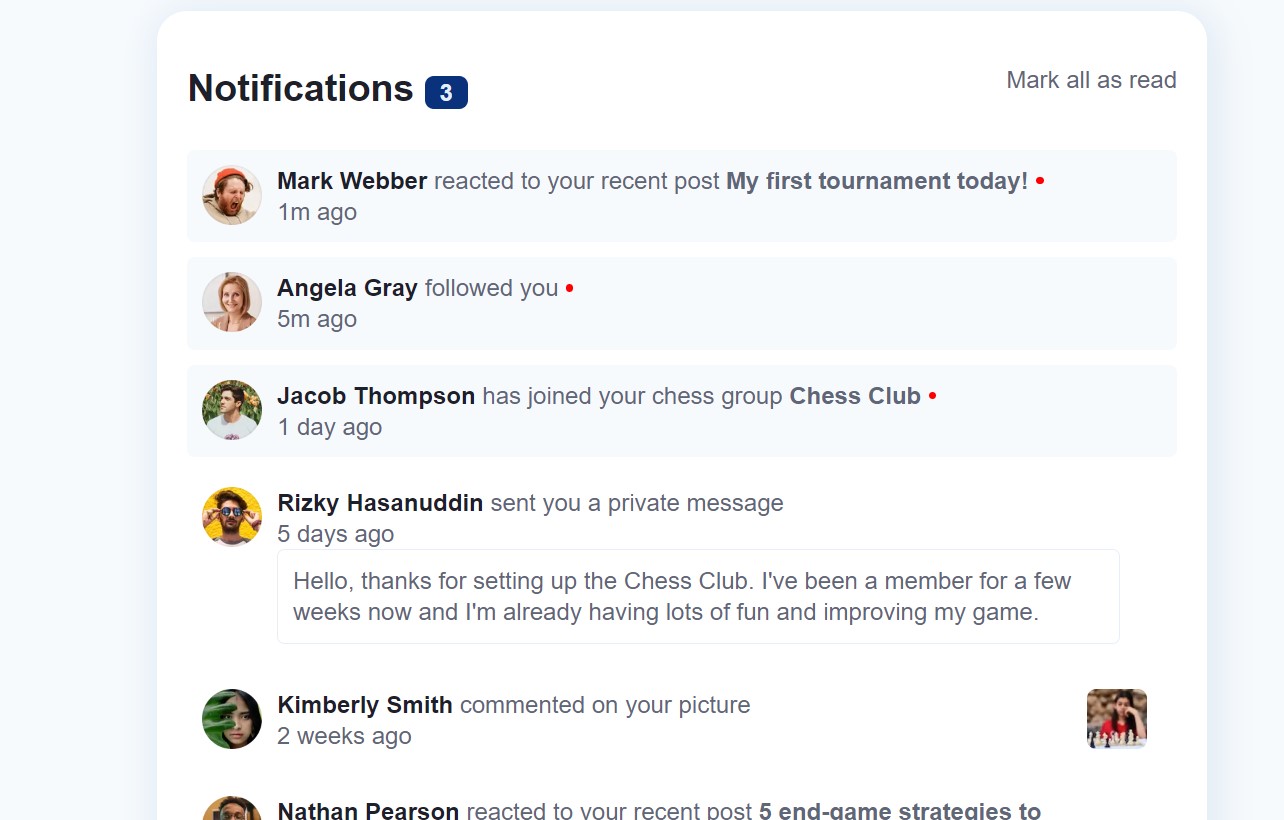 Notifications 3
Mark all as read
Mark Webber reacted to your recent post My first tournament today!
1m ago
Angela Gray followed you
5m ago
Jacob Thompson has joined your chess group Chess Club
1 day ago
Rizky Hasanuddin sent you a private message
5 days ago
Hello, thanks for setting up the Chess Club. I've been a member for a few
weeks now and I'm already having lots of fun and improving my game.
Kimberly Smith commented on your picture
2 weeks ago
Nathan Pearson reacted to your recent post 5 end-game strategies to